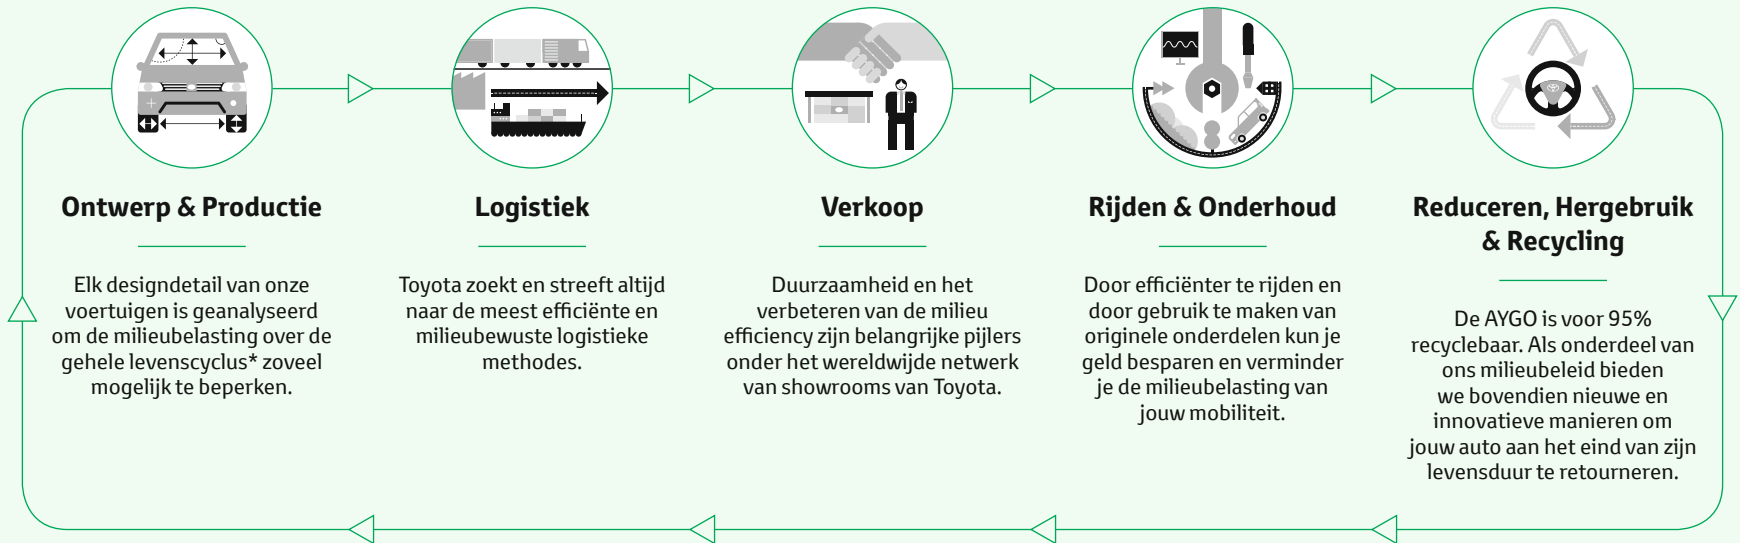 Ontwerp & Productie
Elk designdetail van onze
voertuigen is geanalyseerd
om de milieubelasting over de
gehele levenscyclus* zoveel
mogelijk te beperken.
Logistiek
Toyota zoekt en streeft altijd
naar de meest efficiënte en
milieubewuste logistieke
methodes.
Verkoop
Duurzaamheid en het
verbeteren van de milieu
efficiency zijn belangrijke pijlers
onder het wereldwijde netwerk
van showrooms van Toyota.
Rijden & Onderhoud
Door efficiënter te rijden en
door gebruik te maken van
originele onderdelen kun je
geld besparen en verminder
je de milieubelasting van
jouw mobiliteit.
Reduceren, Hergebruik
& Recycling
De AYGO is voor 95%
recyclebaar. Als onderdeel van
ons milieubeleid bieden
we bovendien nieuwe en
innovatieve manieren om
jouw auto aan het eind van zijn
levensduur te retourneren.